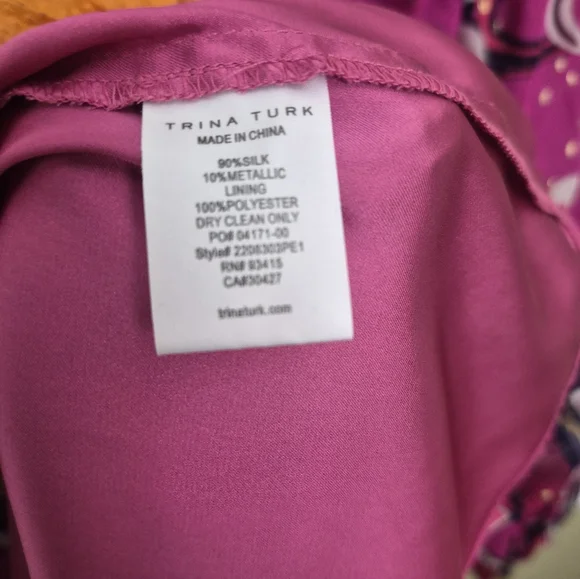 TRINA TURK
MADE IN CHINA
90%SILK
10%METALLIC
LINING
100%POLYESTER
DRY CLEAN ONLY
PO# 04171-00
Style# 2208303PE1
RN# 93415
CA#30427
trinaturk.com